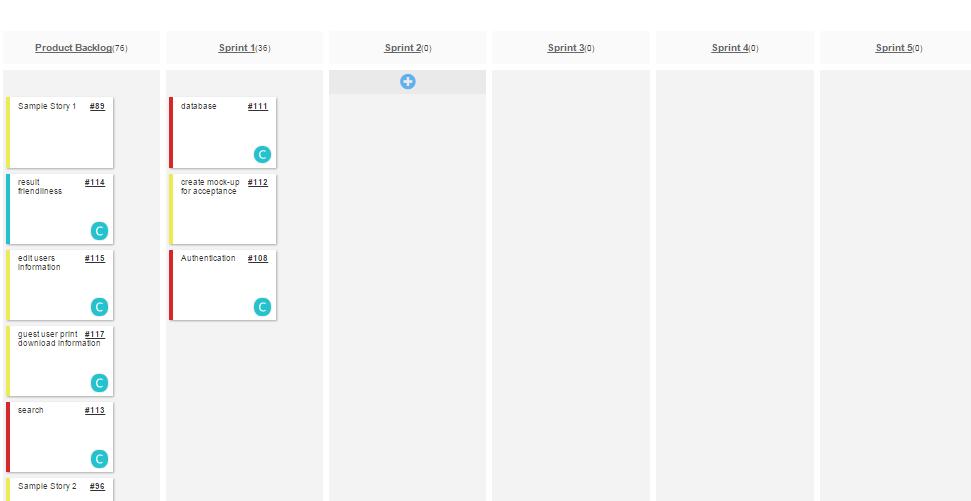 Product Backlog(76)
Sprint 1(36)
Sprint 2(0)
Sprint 3(0)
Sprint 4(0)
Sprint 5(0)
Sample Story 1 #89
result #114
friendliness
C
edit users #115
information
C
guest user print #117
download information
C
search #113
C
Sample Story 2 #96
database #111
C
create mock-up #112
for acceptance
Authentication #108
C